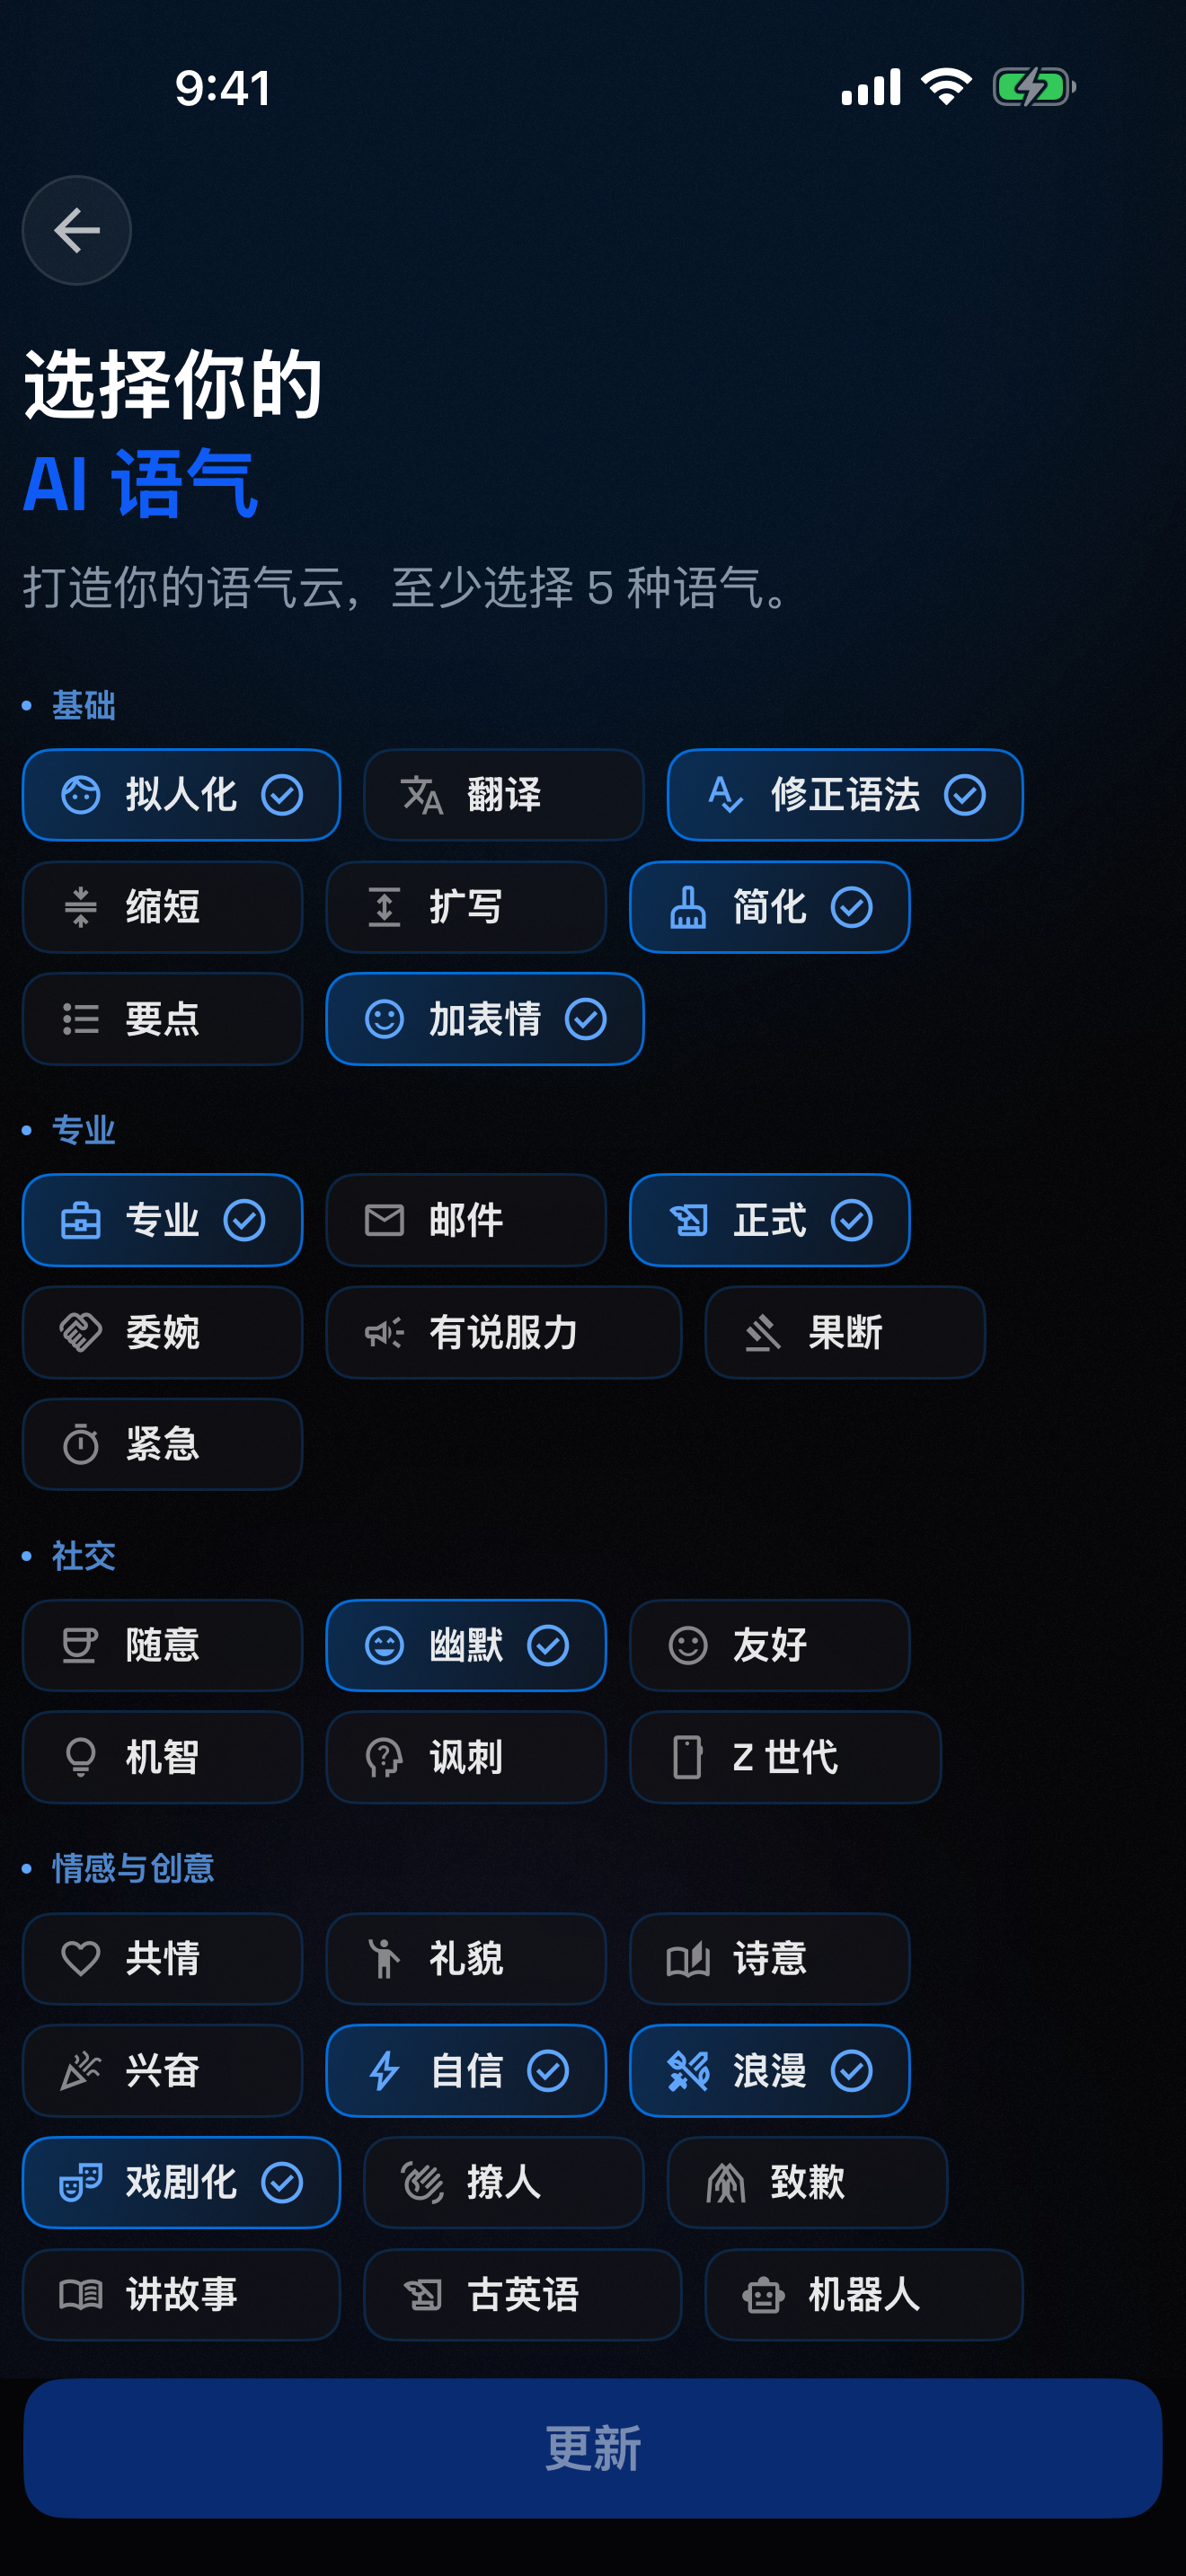 9:41
选择你的
AI 语气
打造你的语气云，至少选择 5 种语气。
基础
拟人化 翻译 修正语法
缩短 扩写 简化
要点 加表情
专业
专业 邮件 正式
委婉 有说服力 果断
紧急
社交
随意 幽默 友好
机智 讽刺 Z 世代
情感与创意
共情 礼貌 诗意
兴奋 自信 浪漫
戏剧化 撩人 致歉
讲故事 古英语 机器人
更新